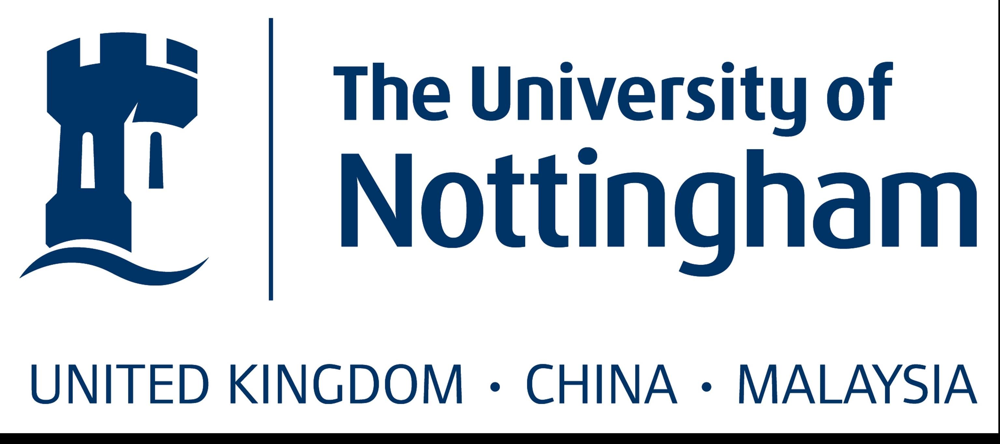 The University of
Nottingham
UNITED KINGDOM · CHINA · MALAYSIA